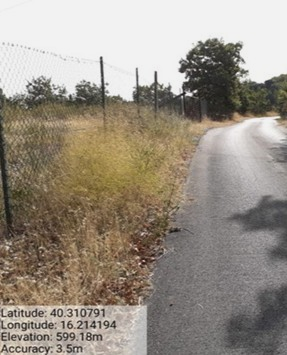 Latitude: 40.310791
Longitude: 16.214194
Elevation: 599.18m
Accuracy: 3.5m